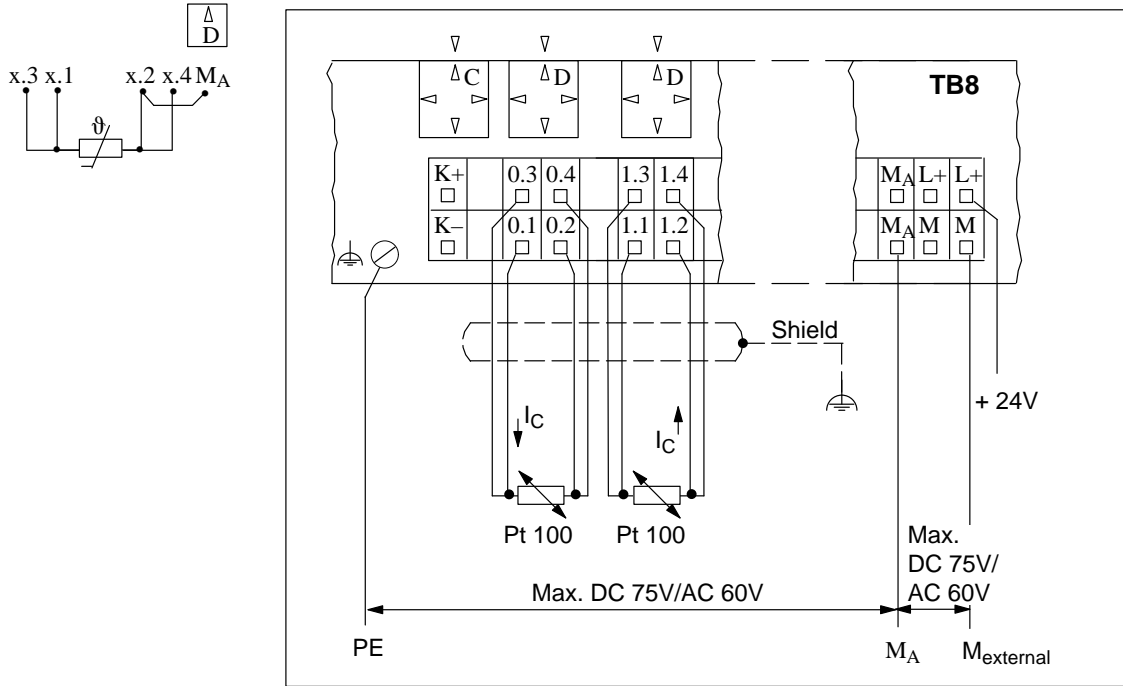 D
x.3 x.1 x.2 x.4 MA
ϑ
C D D TB8
K+ 0.3 0.4 1.3 1.4 MA L+ L+
K– 0.1 0.2 1.1 1.2 MA M M
Shield
+ 24V
IC IC
Pt 100 Pt 100
Max.
DC 75V/
AC 60V
Max. DC 75V/AC 60V
PE MA Mexternal